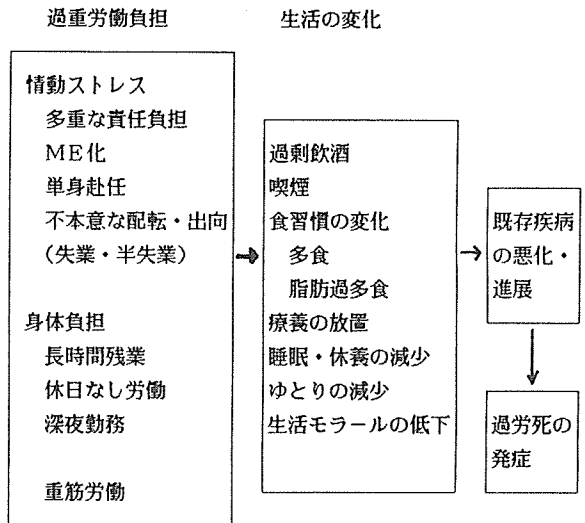 過重労働負担
生活の変化
情動ストレス
多重な責任負担
ME化
単身赴任
不本意な配転・出向
(失業・半失業)
身体負担
長時間残業
休日なし労働
深夜勤務
重筋労働
過剰飲酒
喫煙
食習慣の変化
多食
脂肪過多食
療養の放置
睡眠・休養の減少
ゆとりの減少
生活モラールの低下
既存疾病
の悪化・
進展
過労死の
発症